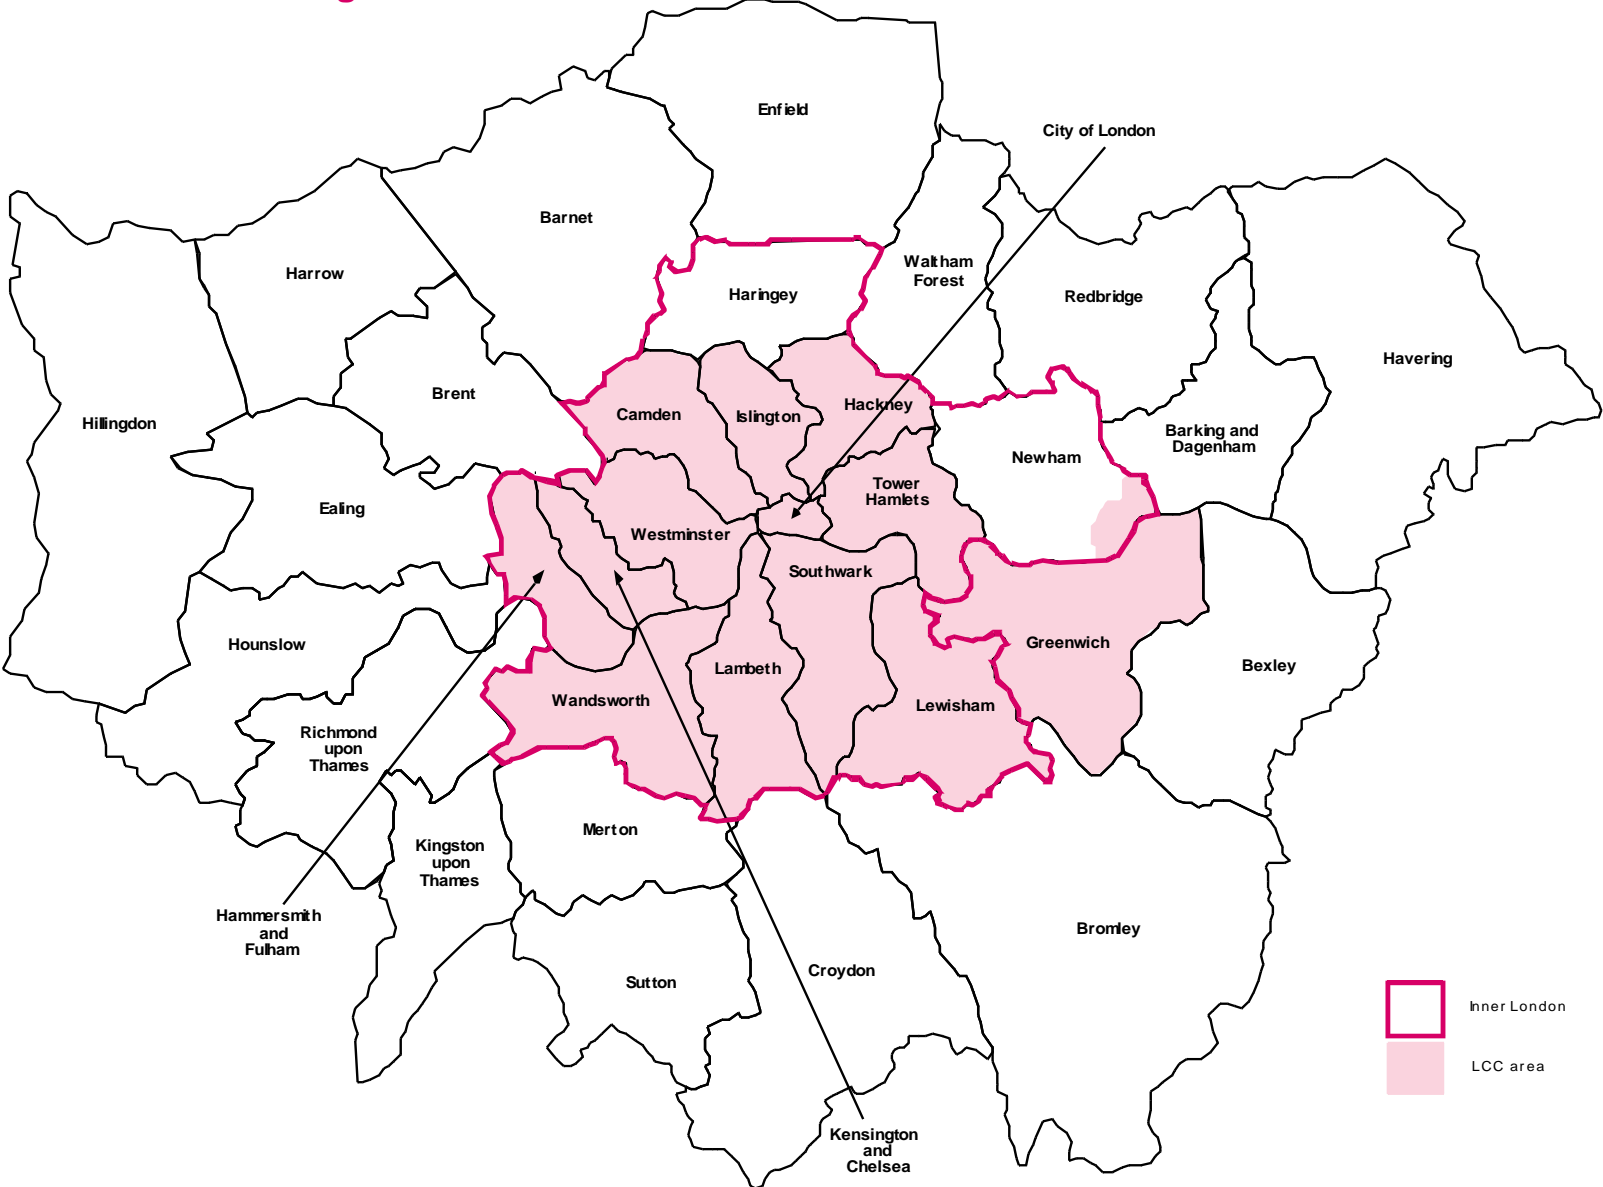 Enfield
City of London
Barnet
Harrow
Waltham
Forest
Haringey
Redbridge
Havering
Brent
Camden
Islington
Hackney
Hillingdon
Barking and
Dagenham
Newham
Tower
Hamlets
Ealing
Westminster
Southwark
Hounslow
Greenwich
Bexley
Lambeth
Wandsworth
Lewisham
Richmond
upon
Thames
Merton
Kingston
upon
Thames
Hammersmith
and
Fulham
Bromley
Croydon
Sutton
Inner London
LCC area
Kensington
and
Chelsea